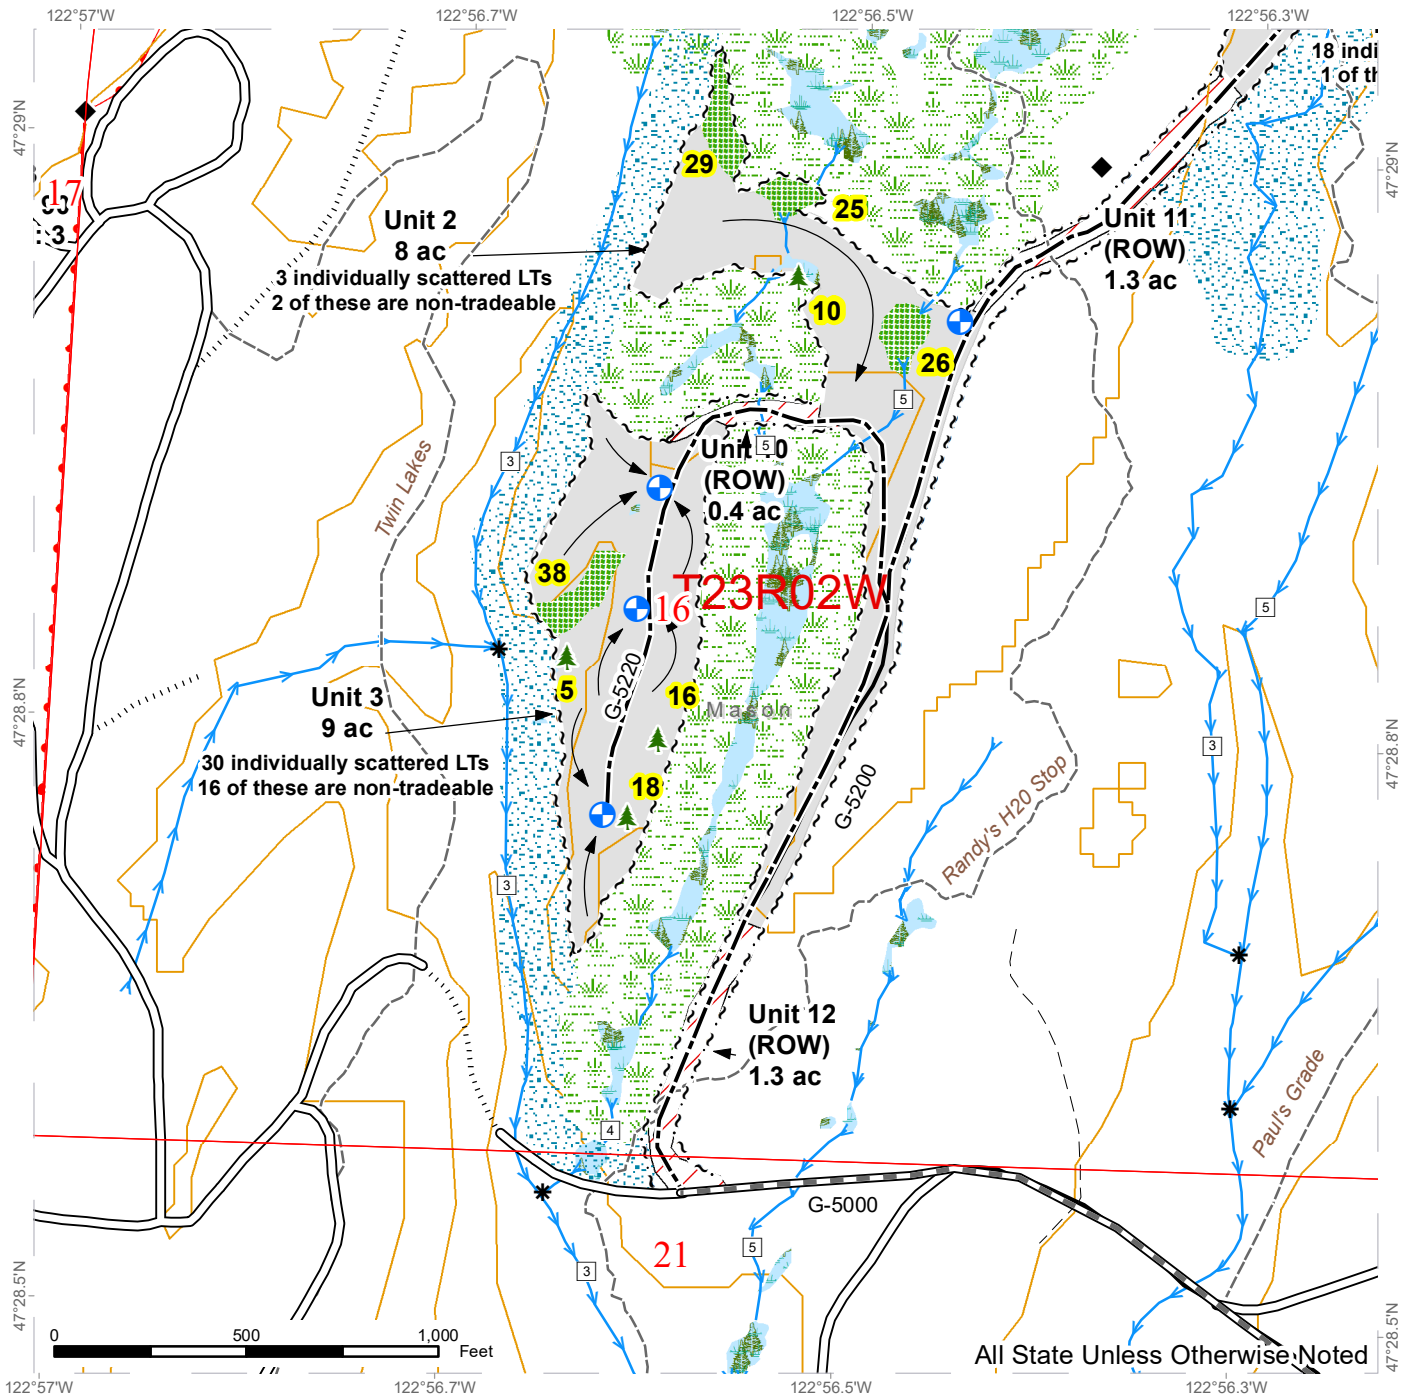 122°57'W
122°56.7'W
122°56.5'W
122°56.3'W
47°29'N
47°29'N
18 indi
1 of th
17
29
25
Unit 2
8 ac
3 individually scattered LTs
2 of these are non-tradeable
Unit 11
(ROW)
1.3 ac
10
26
5
3
Twin Lakes
5
(ROW)
0.4 ac
38
T23R02W
16
5
G-5220
5
16
Mason
Unit 3
9 ac
30 individually scattered LTs
16 of these are non-tradeable
47°28.8'N
47°28.8'N
3
18
G-5200
Randy's H20 Stop
3
Unit 12
(ROW)
1.3 ac
4
Paul's Grade
G-5000
5
21
3
47°28.5'N
47°28.5'N
0 500 1,000
Feet
All State Unless Otherwise Noted
122°57'W
122°56.7'W
122°56.5'W
122°56.3'W